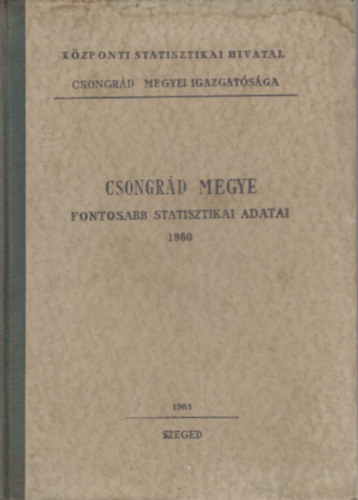 KÖZPONTI STATISZTIKAI HIVATAL
CSONGRÁD MEGYEI IGAZGATÓSÁGA
CSONGRÁD MEGYE
FONTOSABB STATISZTIKAI ADATAI
1960
1961
SZEGED